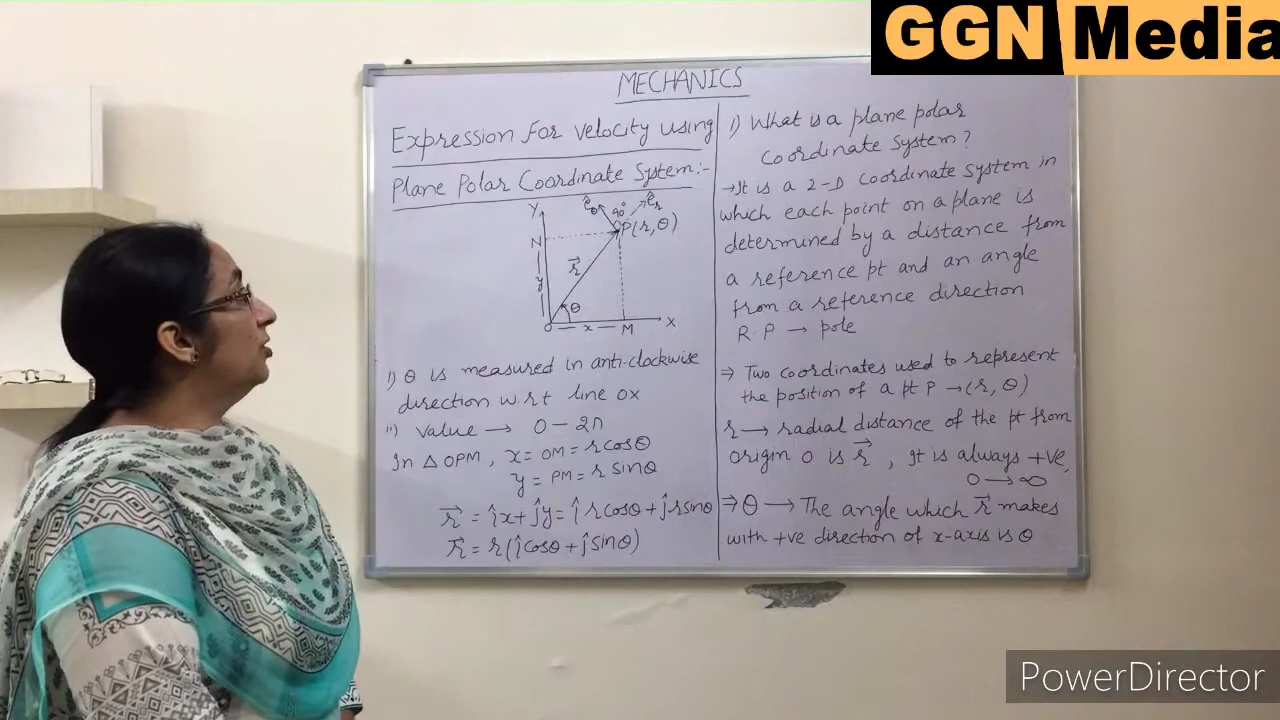 GGN Media
MECHANICS
Expression For Velocity using
Plane Polar Coordinate System:-
Y
ê_θ 90° ê_r
N
P(r, θ)
r⃗
y
θ
O — x — M X
i) θ is measured in anti-clockwise
direction w.r.t line OX
ii) Value → 0 – 2π
In △ OPM, x = OM = r cosθ
y = PM = r sinθ
r⃗ = îx + ĵy = î r cosθ + ĵ r sinθ
r⃗ = r(î cosθ + ĵ sinθ)
1) What is a plane polar
coordinate system?
→ It is a 2-D coordinate system in
which each point on a plane is
determined by a distance from
a reference pt and an angle
from a reference direction
R.P → pole
⇒ Two coordinates used to represent
the position of a pt P → (r, θ)
r → radial distance of the pt from
origin O is r⃗, It is always +ve,
0 → ∞
⇒ θ → The angle which r⃗ makes
with +ve direction of x-axis is θ
PowerDirector